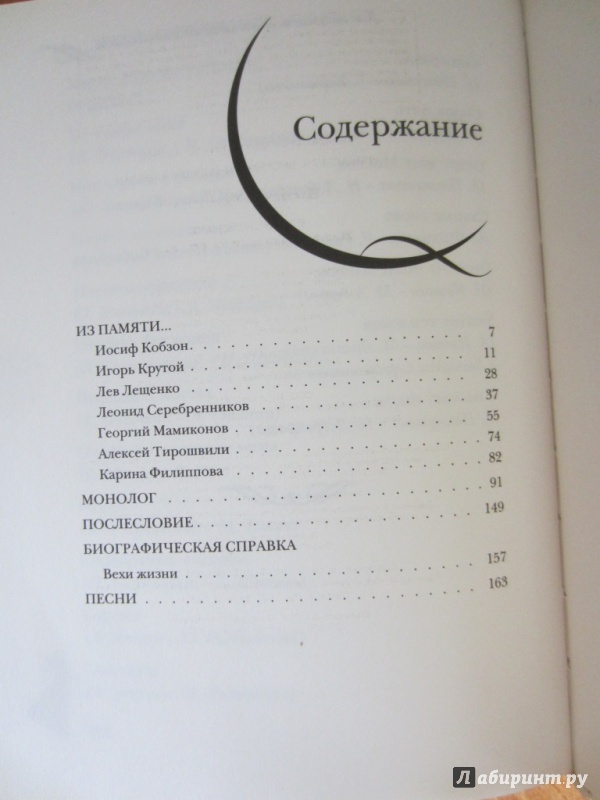 Содержание
ИЗ ПАМЯТИ...
Иосиф Кобзон. . . . . . . . . . . . . . . . . . . . 7
Игорь Крутой . . . . . . . . . . . . . . . . . . . . 11
Лев Лещенко . . . . . . . . . . . . . . . . . . . . 28
Леонид Серебренников . . . . . . . . . . . . . . . . 37
Георгий Мамиконов . . . . . . . . . . . . . . . . . 55
Алексей Тирошвили . . . . . . . . . . . . . . . . . 74
Карина Филиппова . . . . . . . . . . . . . . . . . 82
МОНОЛОГ . . . . . . . . . . . . . . . . . . . . . 91
ПОСЛЕСЛОВИЕ. . . . . . . . . . . . . . . . . . . . 149
БИОГРАФИЧЕСКАЯ СПРАВКА
Вехи жизни . . . . . . . . . . . . . . . . . . . . 157
ПЕСНИ . . . . . . . . . . . . . . . . . . . . . . 163
Лабиринт.ру